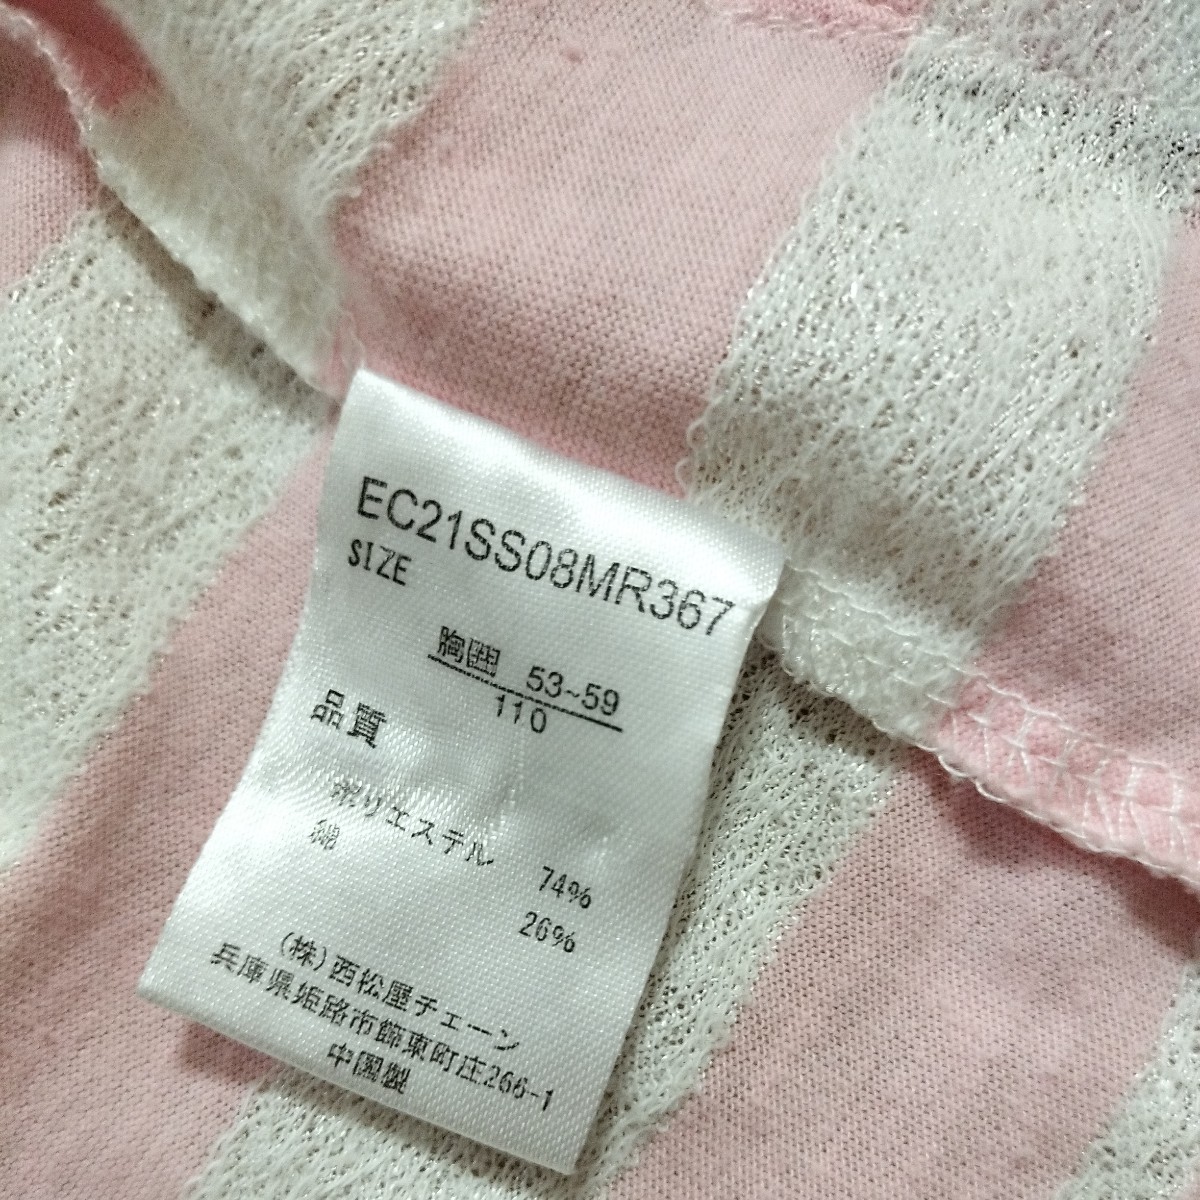 EC21SS08MR367
SIZE
胸囲 53~59
110
品質
ポリエステル 74%
綿 26%
(株)西松屋チェーン
兵庫県姫路市飾東町庄266-1
中国製